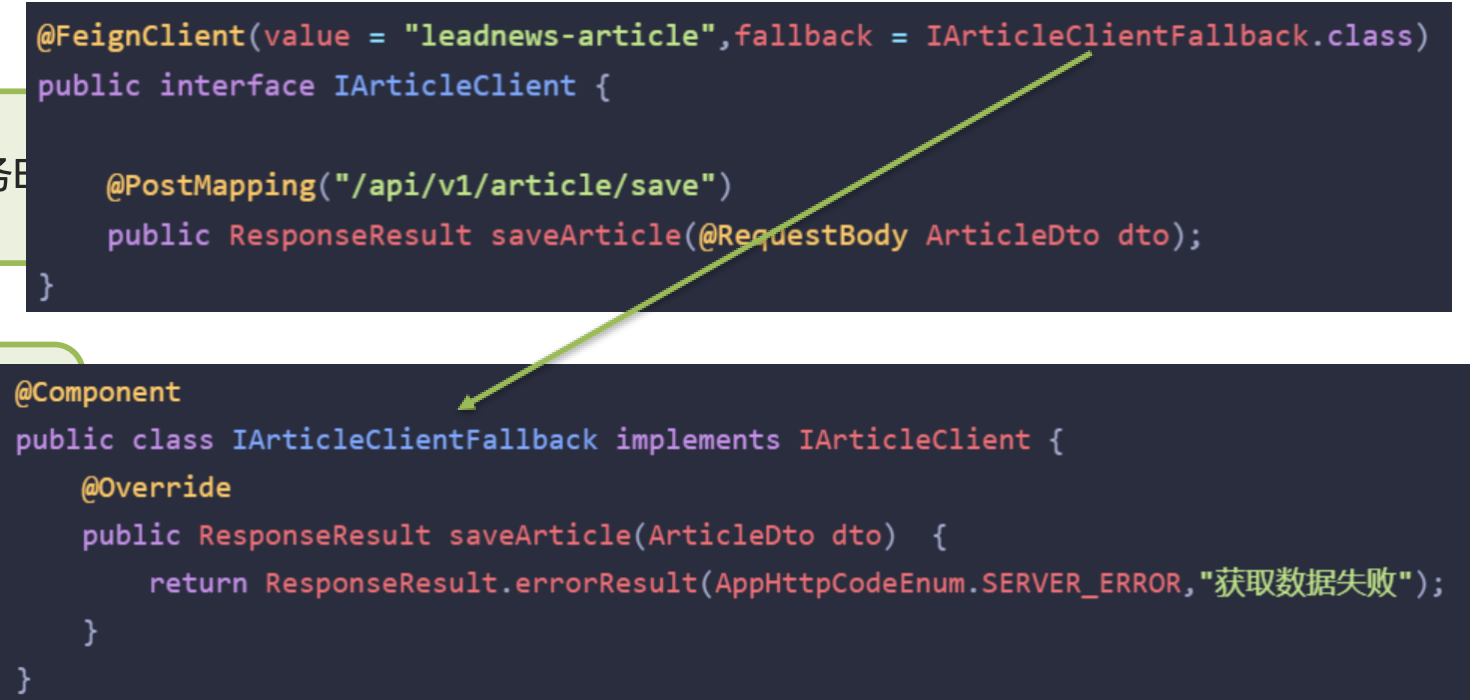 @FeignClient(value = "leadnews-article",fallback = IArticleClientFallback.class)
public interface IArticleClient {
@PostMapping("/api/v1/article/save")
public ResponseResult saveArticle(@RequestBody ArticleDto dto);
}
@Component
public class IArticleClientFallback implements IArticleClient {
@Override
public ResponseResult saveArticle(ArticleDto dto)  {
return ResponseResult.errorResult(AppHttpCodeEnum.SERVER_ERROR,"获取数据失败");
}
}